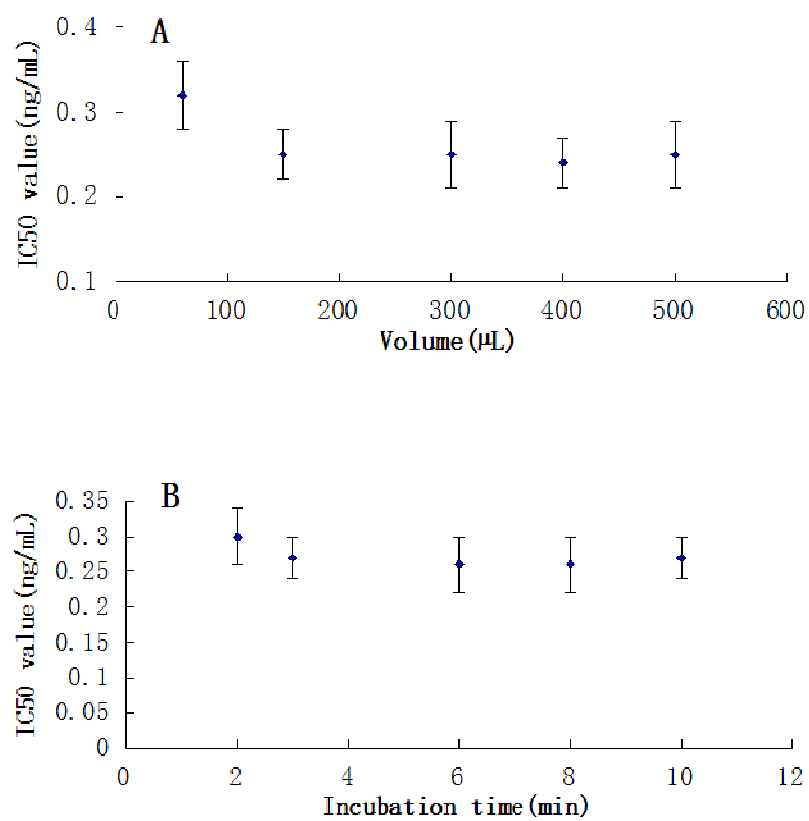 A
IC50 value(ng/mL)
0.4
0.3
0.2
0.1
0 100 200 300 400 500 600
Volume(μL)
B
IC50 value(ng/mL)
0.35
0.3
0.25
0.2
0.15
0.1
0.05
0
0 2 4 6 8 10 12
Incubation time(min)